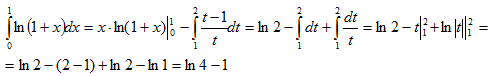 ∫₀¹ ln(1+x)dx = x·ln(1+x)|₀¹ − ∫₁² (t−1)/t dt = ln 2 − ∫₁² dt + ∫₁² dt/t = ln 2 − t|₁² + ln|t||₁² =
= ln 2 − (2−1) + ln 2 − ln 1 = ln 4 − 1